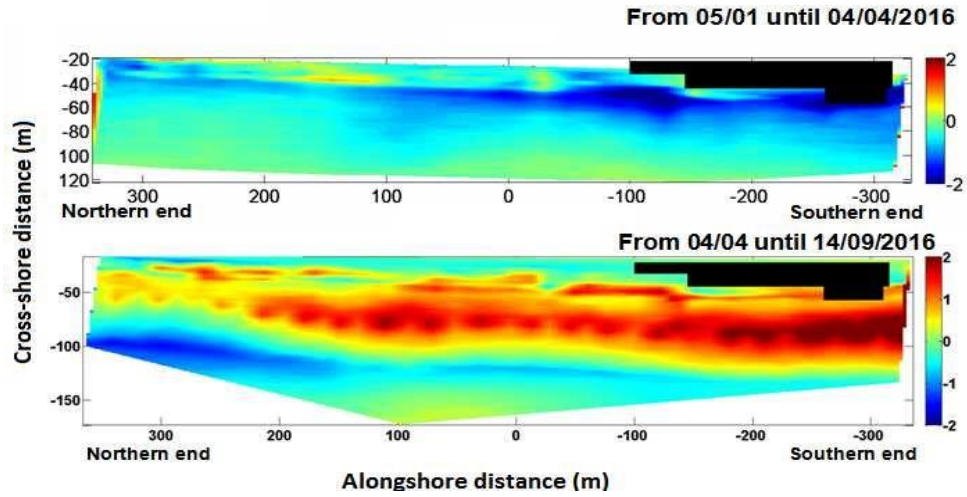 From 05/01 until 04/04/2016
-20
-40
-60
-80
100
120
300 200 100 0 -100 -200 -300
Northern end Southern end
2
0
-2
Cross-shore distance (m)
From 04/04 until 14/09/2016
-50
-100
-150
300 200 100 0 -100 -200 -300
Northern end Southern end
2
1
0
-1
-2
Alongshore distance (m)